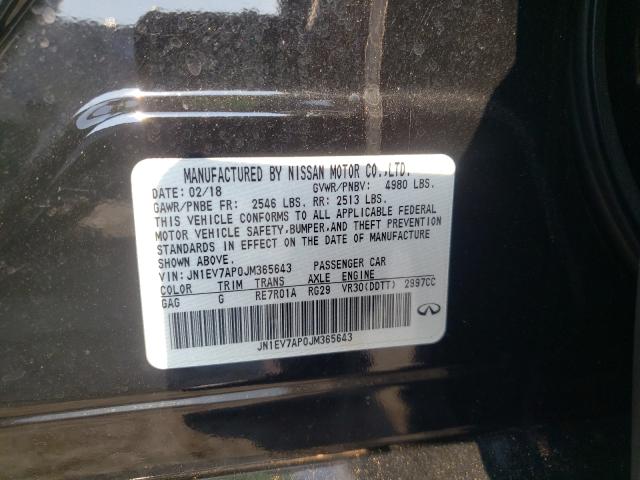 MANUFACTURED BY NISSAN MOTOR CO.,LTD.
DATE: 02/18 GVWR/PNBV: 4980 LBS.
GAWR/PNBE FR: 2546 LBS. RR: 2513 LBS.
THIS VEHICLE CONFORMS TO ALL APPLICABLE FEDERAL
MOTOR VEHICLE SAFETY,BUMPER,AND THEFT PREVENTION
STANDARDS IN EFFECT ON THE DATE OF MANUFACTURE
SHOWN ABOVE.
VIN: JN1EV7AP0JM365643 PASSENGER CAR
COLOR TRIM TRANS AXLE ENGINE
GAG G RE7R01A RG29 VR30(DDTT) 2997CC
JN1EV7AP0JM365643